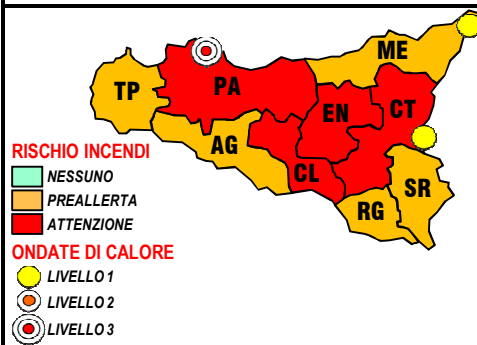 ME
TP
PA
EN
CT
AG
CL
SR
RG
RISCHIO INCENDI
NESSUNO
PREALLERTA
ATTENZIONE
ONDATE DI CALORE
LIVELLO 1
LIVELLO 2
LIVELLO 3